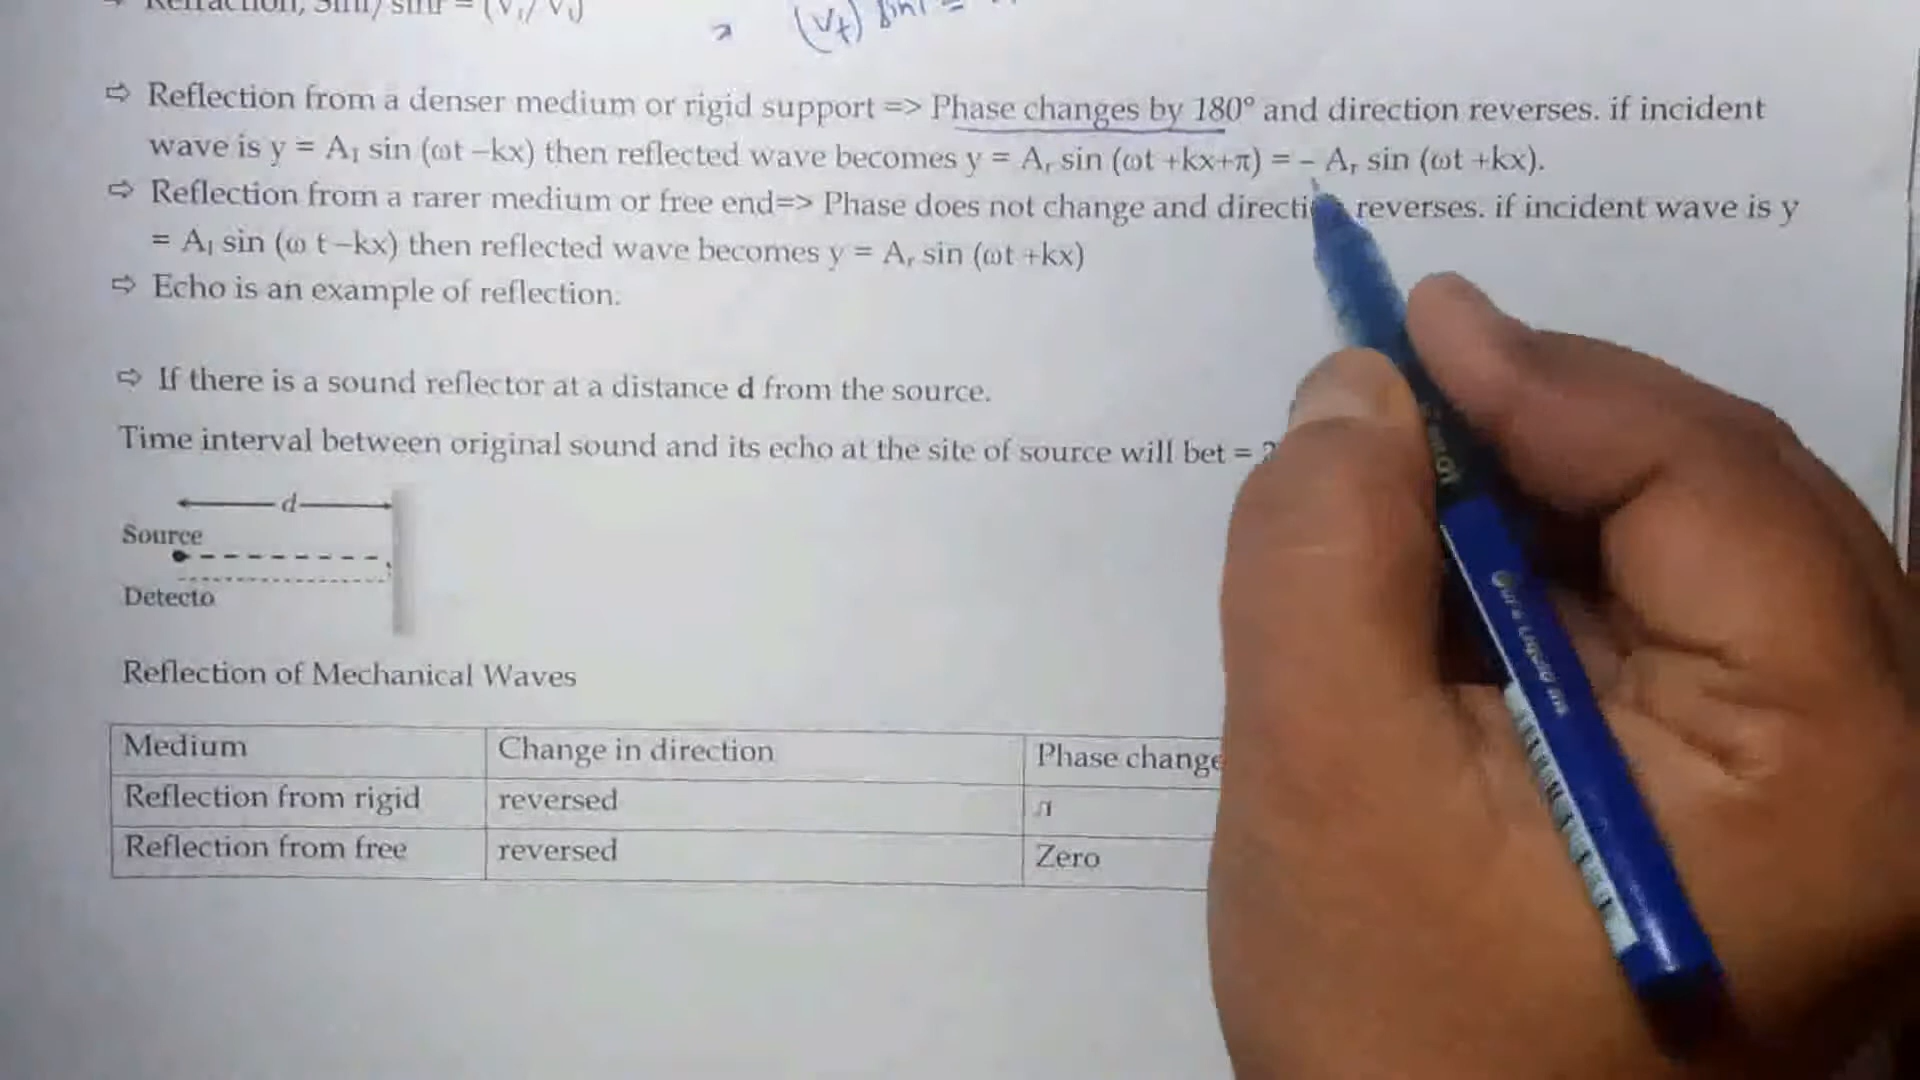 Refraction, Sini/ sinr =
⇨ Reflection from a denser medium or rigid support => Phase changes by 180° and direction reverses. if incident
wave is y = A₁ sin (ωt –kx) then reflected wave becomes y = Aᵣ sin (ωt +kx+π) = – Aᵣ sin (ωt +kx).
⇨ Reflection from a rarer medium or free end=> Phase does not change and reverses. if incident wave is y
= A₁ sin (ω t–kx) then reflected wave becomes y = Aᵣ sin (ωt +kx)
⇨ Echo is an example of reflection.
⇨ If there is a sound reflector at a distance d from the source.
Time interval between original sound and its echo at the site of source will bet = 2
d
Source
Detecto
Reflection of Mechanical Waves
Medium Change in direction Phase change
Reflection from rigid reversed π
Reflection from free reversed Zero